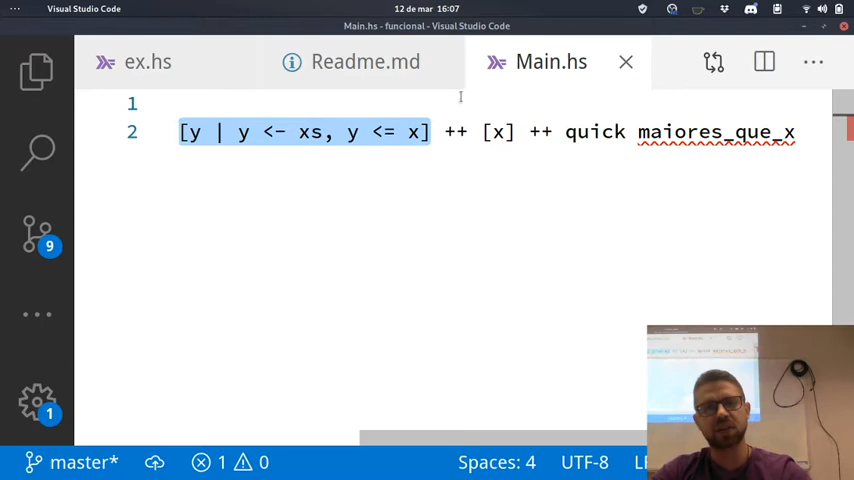 Visual Studio Code
12 de mar 16:07
Main.hs - funcional - Visual Studio Code
ex.hs
Readme.md
Main.hs
1
2 [y | y <- xs, y <= x] ++ [x] ++ quick maiores_que_x
9
1
master*
1 0
Spaces: 4
UTF-8